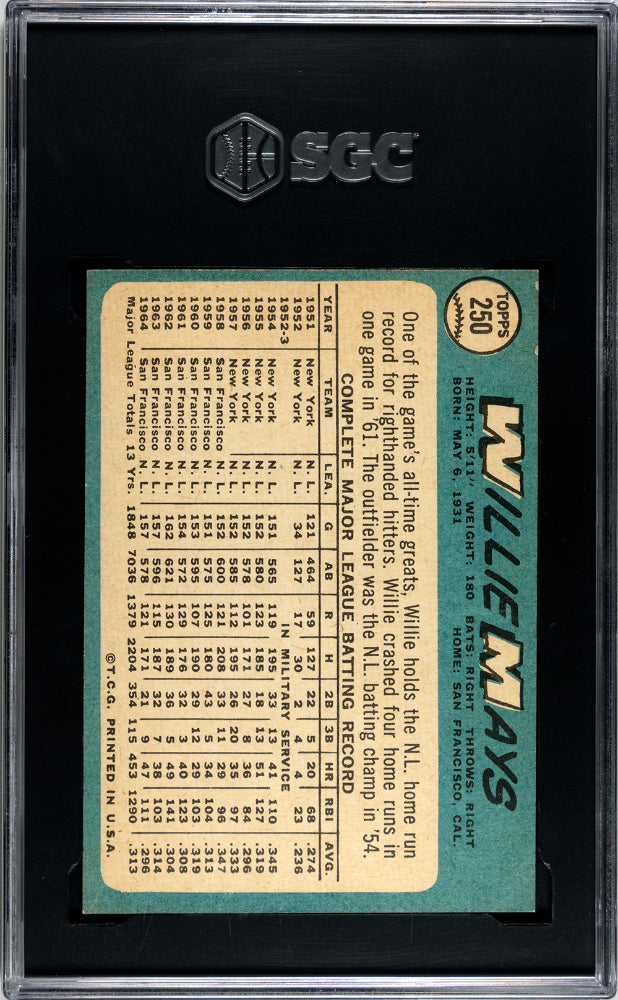 SGC
TOPPS
250
WILLIE MAYS
HEIGHT: 5'11" WEIGHT: 180 BATS: RIGHT THROWS: RIGHT
BORN: MAY 6, 1931 HOME: SAN FRANCISCO, CAL.
One of the game's all-time greats, Willie holds the N.L. home run
record for righthanded hitters. Willie crashed four home runs in
one game in '61. The outfielder was the N.L. batting champ in '54.
COMPLETE MAJOR LEAGUE BATTING RECORD
YEAR TEAM LEA. G AB R H 2B 3B HR RBI AVG.
1951 New York N. L. 121 464 59 127 22 5 20 68 .274
1952 New York N. L. 34 127 17 30 2 4 4 23 .236
1952-3 IN MILITARY SERVICE
1954 New York N. L. 151 565 119 195 33 13 41 110 .345
1955 New York N. L. 152 580 123 185 18 13 51 127 .319
1956 New York N. L. 152 578 101 171 27 8 36 84 .296
1957 New York N. L. 152 585 112 195 26 20 35 97 .333
1958 San Francisco N. L. 152 600 121 208 33 11 29 96 .347
1959 San Francisco N. L. 151 575 125 180 43 5 34 104 .313
1960 San Francisco N. L. 153 595 107 190 29 12 29 103 .319
1961 San Francisco N. L. 154 572 129 176 32 3 40 123 .308
1962 San Francisco N. L. 162 621 130 189 36 5 49 141 .304
1963 San Francisco N. L. 157 596 115 187 32 7 38 103 .314
1964 San Francisco N. L. 157 578 121 171 21 9 47 111 .296
Major League Totals 13 Yrs. 1848 7036 1379 2204 354 115 453 1290 .313
©T.C.G. PRINTED IN U.S.A.